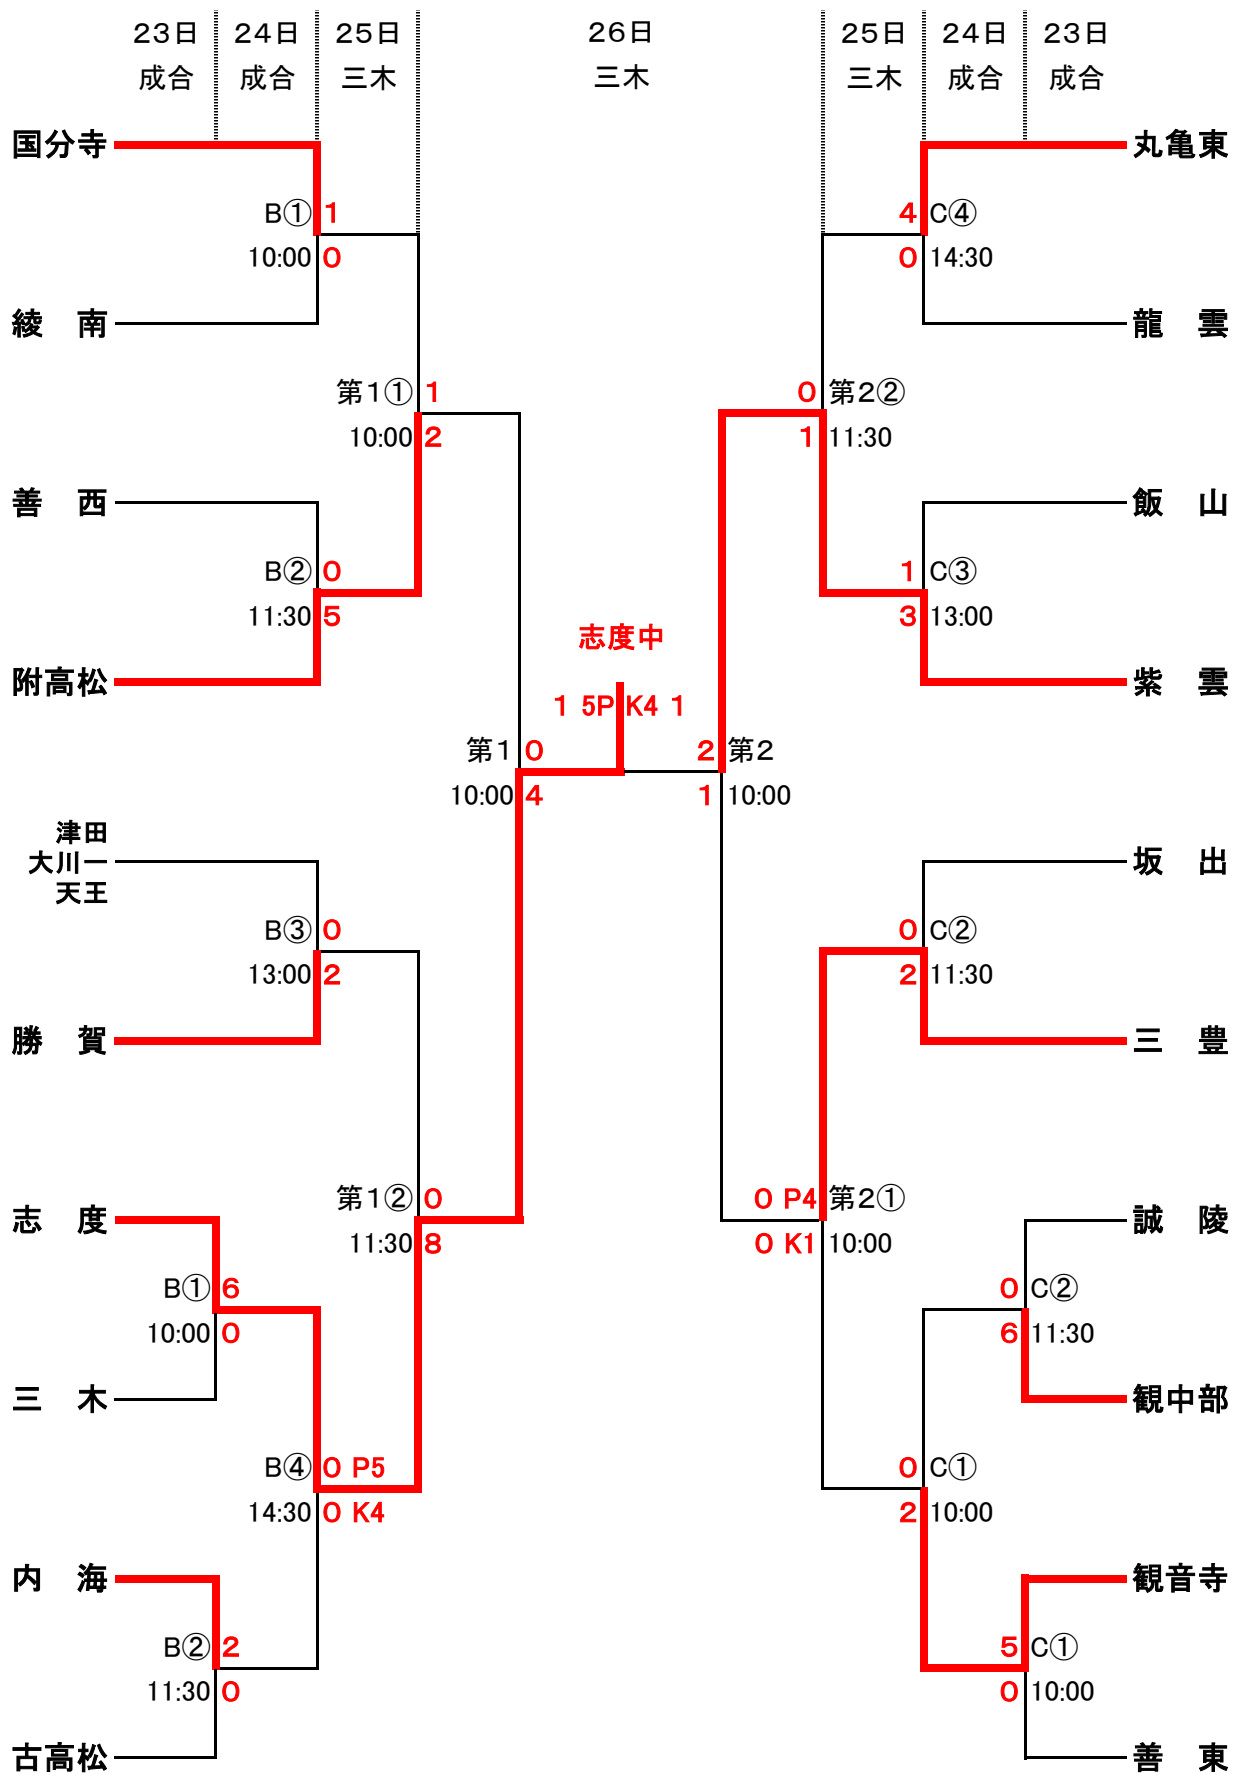 23日 24日 25日 26日 25日 24日 23日
成合 成合 三木 三木 三木 成合 成合
国分寺 丸亀東
B① 1 4 C④
10:00 0 0 14:30
綾　南 龍　雲
第1① 1 0 第2②
10:00 2 1 11:30
善　西 飯　山
B② 0 1 C③
11:30 5 3 13:00
志度中
附高松 紫　雲
1 5PK4 1
第1 0 2 第2
10:00 4 1 10:00
津田
大川一 坂　出
天王
B③ 0 0 C②
13:00 2 2 11:30
勝　賀 三　豊
第1② 0 0 P4 第2①
志　度 誠　陵
11:30 8 0 K1 10:00
B① 6 0 C②
10:00 0 6 11:30
三　木 観中部
B④ 0 P5 0 C①
14:30 0 K4 2 10:00
内　海 観音寺
B② 2 5 C①
11:30 0 0 10:00
古高松 善　東